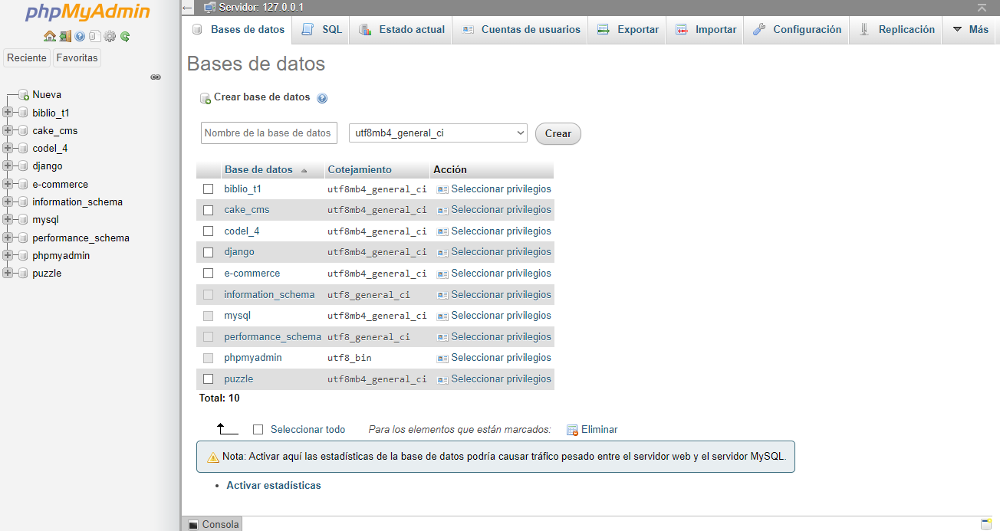 phpMyAdmin
Reciente Favoritas
Nueva
biblio_t1
cake_cms
codel_4
django
e-commerce
information_schema
mysql
performance_schema
phpmyadmin
puzzle
Servidor: 127.0.0.1
Bases de datos SQL Estado actual Cuentas de usuarios Exportar Importar Configuración Replicación Más
Bases de datos
Crear base de datos
Nombre de la base de datos utf8mb4_general_ci Crear
Base de datos Cotejamiento Acción
biblio_t1 utf8mb4_general_ci Seleccionar privilegios
cake_cms utf8mb4_general_ci Seleccionar privilegios
codel_4 utf8mb4_general_ci Seleccionar privilegios
django utf8mb4_general_ci Seleccionar privilegios
e-commerce utf8mb4_general_ci Seleccionar privilegios
information_schema utf8_general_ci Seleccionar privilegios
mysql utf8mb4_general_ci Seleccionar privilegios
performance_schema utf8_general_ci Seleccionar privilegios
phpmyadmin utf8_bin Seleccionar privilegios
puzzle utf8mb4_general_ci Seleccionar privilegios
Total: 10
Seleccionar todo Para los elementos que están marcados: Eliminar
Nota: Activar aquí las estadísticas de la base de datos podría causar tráfico pesado entre el servidor web y el servidor MySQL.
• Activar estadísticas
Consola